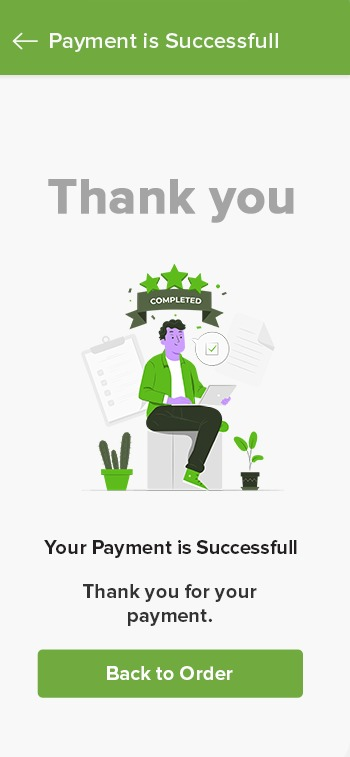 Payment is Successfull
Thank you
COMPLETED
Your Payment is Successfull
Thank you for your
payment.
Back to Order